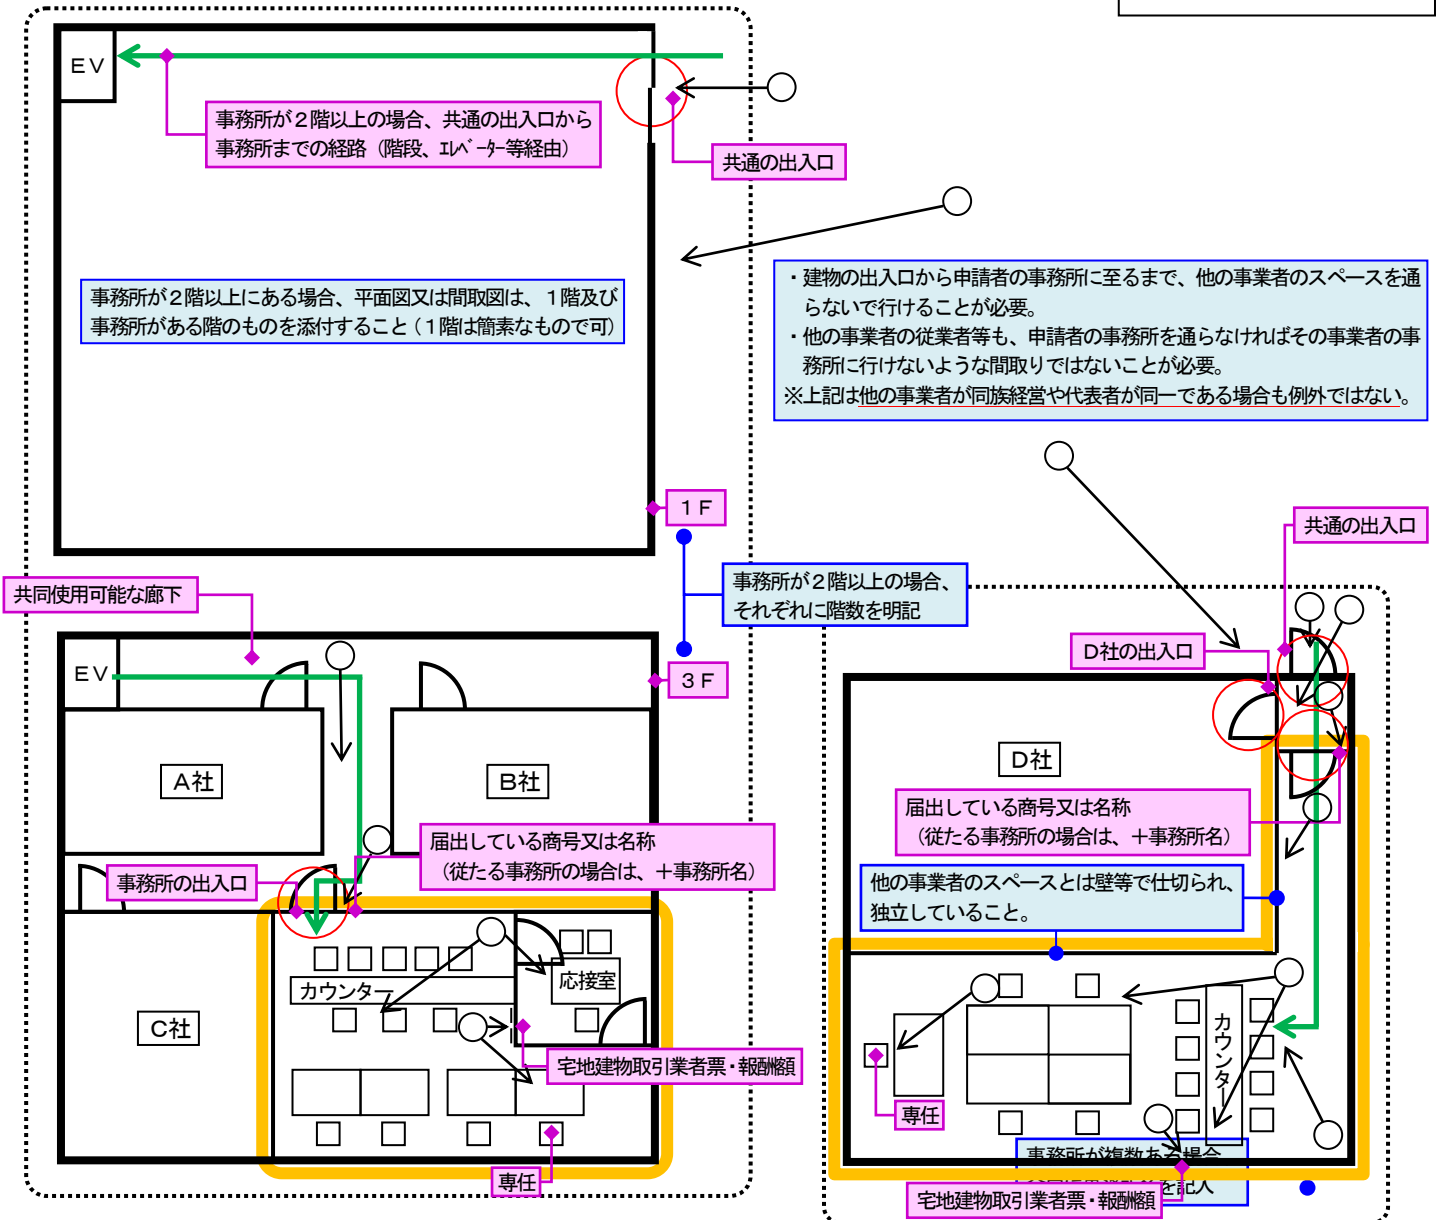 ＥＶ
事務所が２階以上の場合、共通の出入口から
事務所までの経路（階段、ｴﾚﾍﾞｰﾀｰ等経由）
共通の出入口
事務所が２階以上にある場合、平面図又は間取図は、１階及び
事務所がある階のものを添付すること（１階は簡素なもので可）
・建物の出入口から申請者の事務所に至るまで、他の事業者のスペースを通
らないで行けることが必要。
・他の事業者の従業者等も、申請者の事務所を通らなければその事業者の事
務所に行けないような間取りではないことが必要。
※上記は他の事業者が同族経営や代表者が同一である場合も例外ではない。
１Ｆ
共通の出入口
共同使用可能な廊下
事務所が２階以上の場合、
それぞれに階数を明記
ＥＶ
３Ｆ
Ｄ社の出入口
Ａ社
Ｂ社
Ｄ社
届出している商号又は名称
（従たる事務所の場合は、＋事務所名）
届出している商号又は名称
（従たる事務所の場合は、＋事務所名）
事務所の出入口
他の事業者のスペースとは壁等で仕切られ、
独立していること。
カウンター
応接室
Ｃ社
カウンター
宅地建物取引業者票・報酬額
専任
専任
事務所が複数ある場合
を記入
宅地建物取引業者票・報酬額